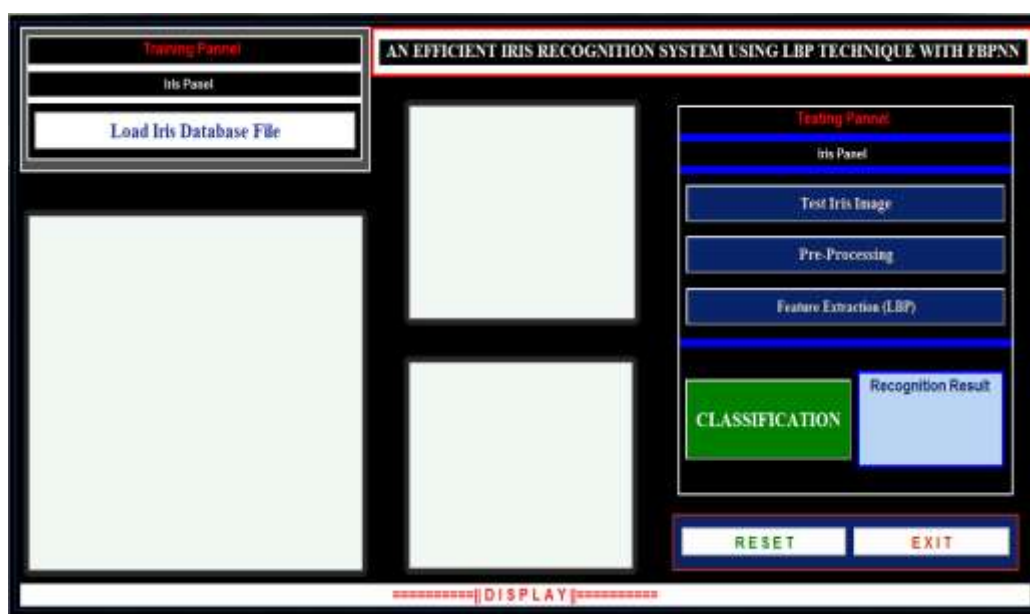 Training Pannel
Iris Panel
Load Iris Database File
AN EFFICIENT IRIS RECOGNITION SYSTEM USING LBP TECHNIQUE WITH FBPNN
Testing Pannel
Iris Panel
Test Iris Image
Pre-Processing
Feature Extraction (LBP)
CLASSIFICATION
Recognition Result
RESET
EXIT
==========|| D I S P L A Y ||==========